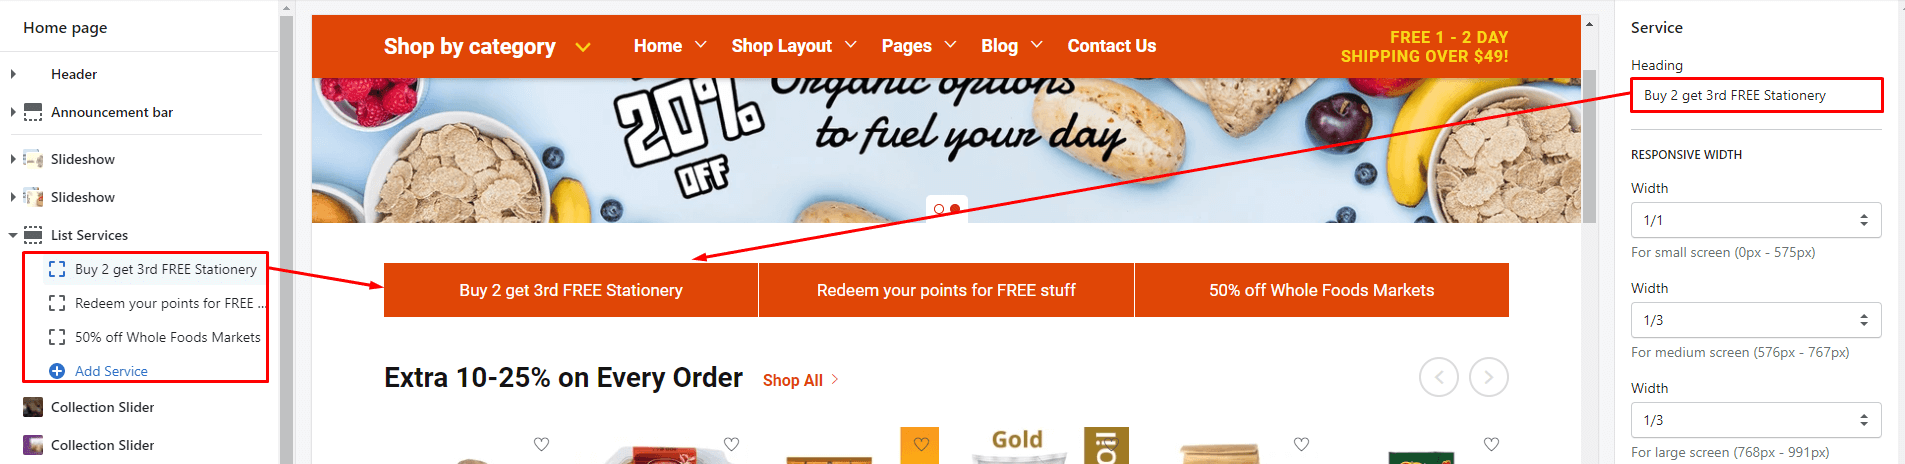 Home page
Header
Announcement bar
Slideshow
Slideshow
List Services
Buy 2 get 3rd FREE Stationery
Redeem your points for FREE ...
50% off Whole Foods Markets
Add Service
Collection Slider
Collection Slider
Shop by category
Home
Shop Layout
Pages
Blog
Contact Us
FREE 1 - 2 DAY
SHIPPING OVER $49!
20%
OFF
Organic options
to fuel your day
Buy 2 get 3rd FREE Stationery
Redeem your points for FREE stuff
50% off Whole Foods Markets
Extra 10-25% on Every Order
Shop All
Gold
oil
Service
Heading
Buy 2 get 3rd FREE Stationery
RESPONSIVE WIDTH
Width
1/1
For small screen (0px - 575px)
Width
1/3
For medium screen (576px - 767px)
Width
1/3
For large screen (768px - 991px)